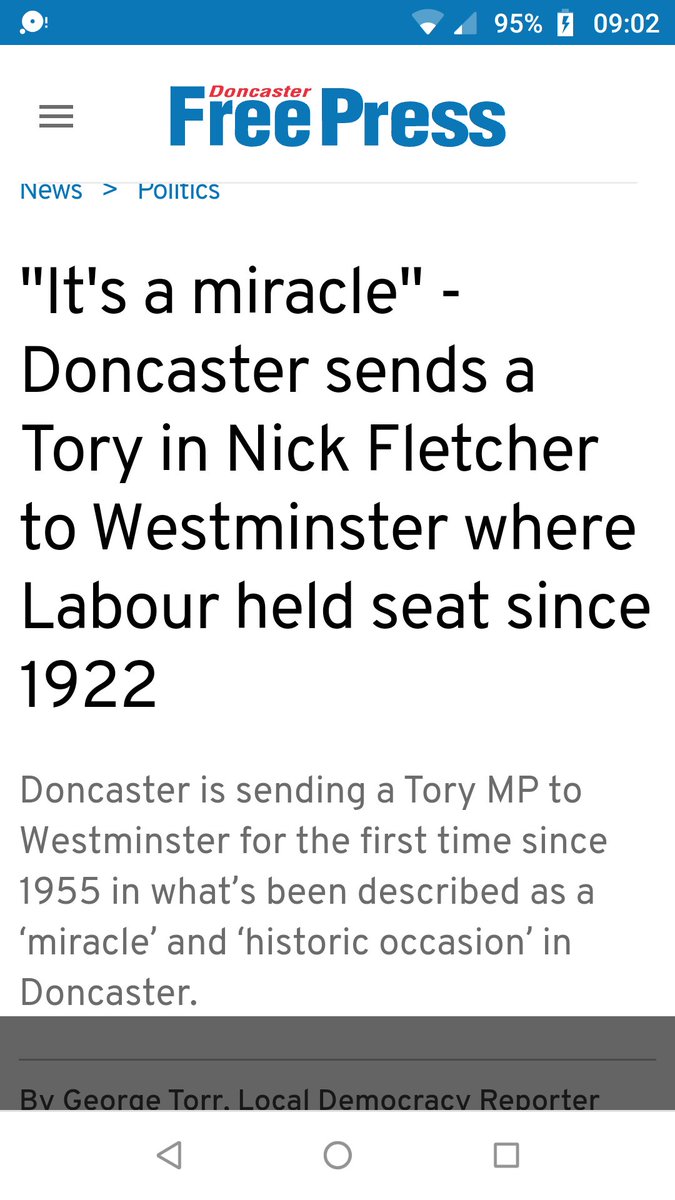 95% 09:02
Doncaster
Free Press
News > Politics
"It's a miracle" -
Doncaster sends a
Tory in Nick Fletcher
to Westminster where
Labour held seat since
1922
Doncaster is sending a Tory MP to
Westminster for the first time since
1955 in what’s been described as a
‘miracle’ and ‘historic occasion’ in
Doncaster.
By George Torr, Local Democracy Reporter